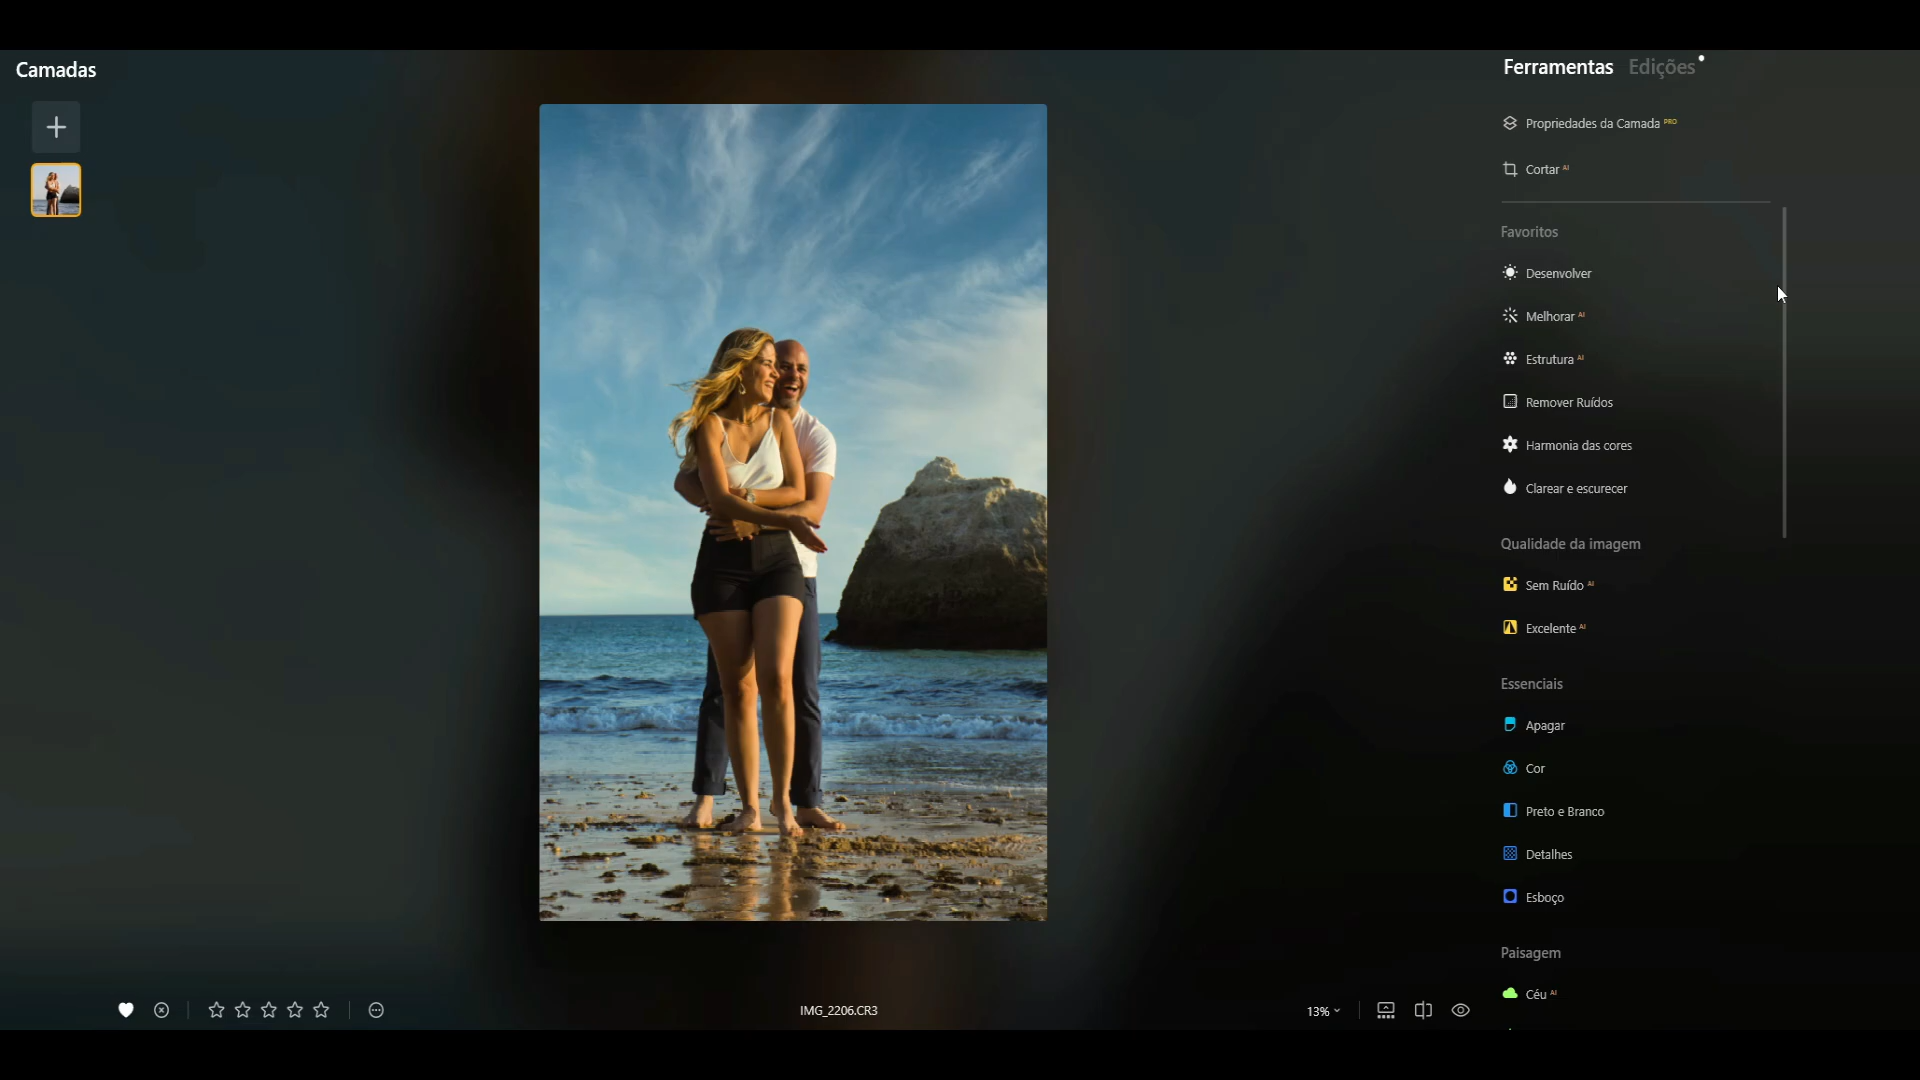 Camadas
Ferramentas Edições
Propriedades da Camada PRO
Cortar AI
Favoritos
Desenvolver
Melhorar AI
Estrutura AI
Remover Ruídos
Harmonia das cores
Clarear e escurecer
Qualidade da imagem
Sem Ruído AI
Excelente AI
Essenciais
Apagar
Cor
Preto e Branco
Detalhes
Esboço
Paisagem
Céu AI
IMG_2206.CR3
13%